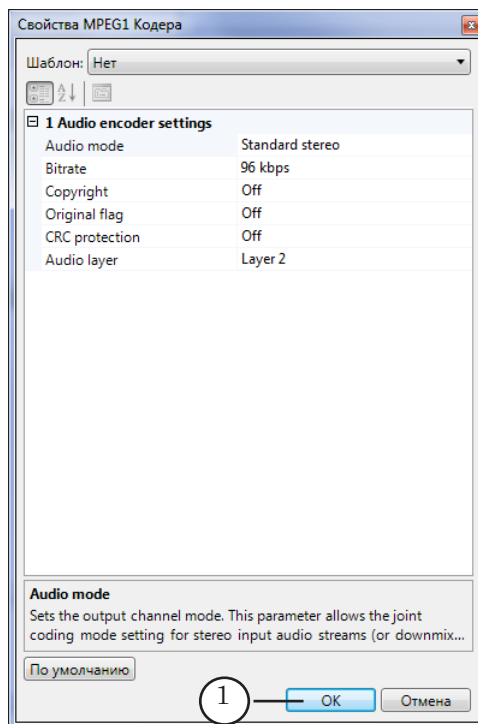 Свойства MPEG1 Кодера
Шаблон: Нет
1 Audio encoder settings
Audio mode Standard stereo
Bitrate 96 kbps
Copyright Off
Original flag Off
CRC protection Off
Audio layer Layer 2
Audio mode
Sets the output channel mode. This parameter allows the joint
coding mode setting for stereo input audio streams (or downmix...
По умолчанию
1 OK Отмена